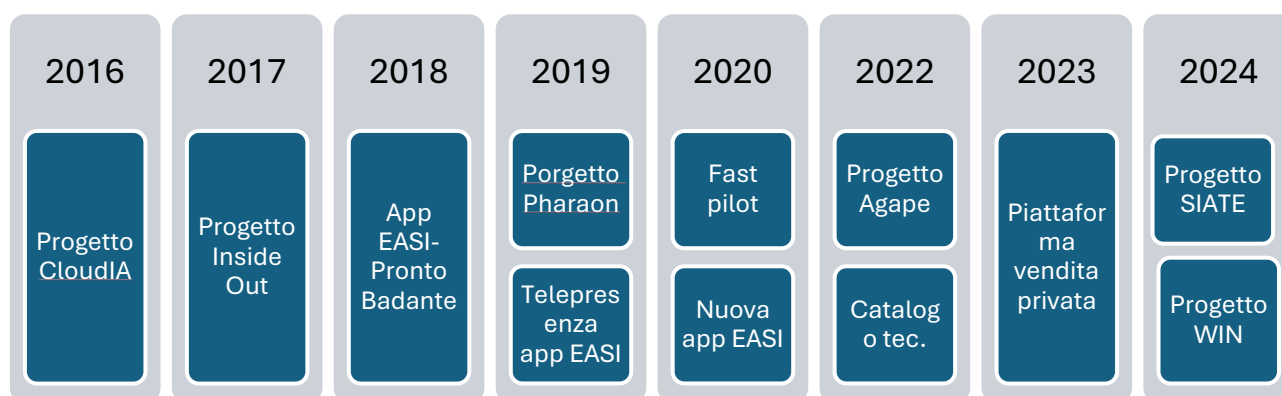 2016
2017
2018
2019
2020
2022
2023
2024
Progetto
CloudIA
Progetto
Inside
Out
App
EASI-
Pronto
Badante
Porgetto
Pharaon
Telepres
enza
app EASI
Fast
pilot
Nuova
app EASI
Progetto
Agape
Catalog
o tec.
Piattafor
ma
vendita
privata
Progetto
SIATE
Progetto
WIN